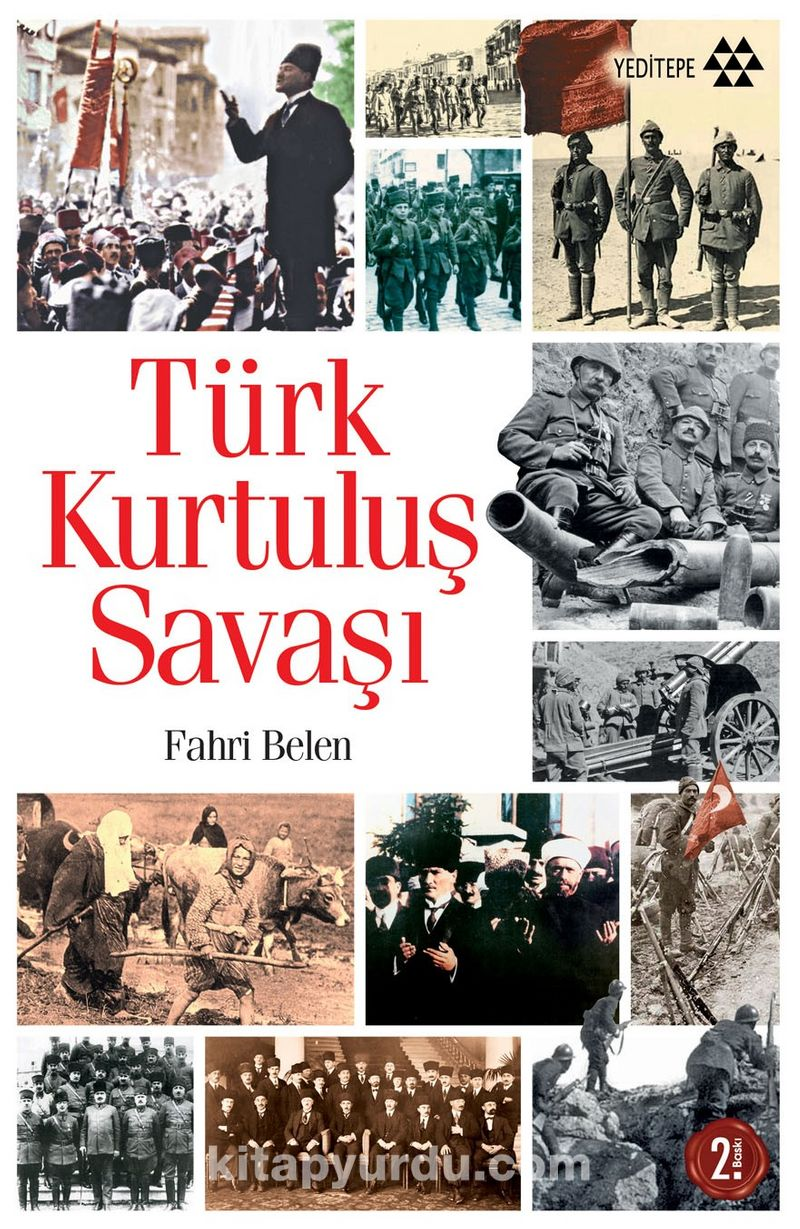 YEDİTEPE
Türk
Kurtuluş
Savaşı
Fahri Belen
2. Baskı
kitapyurdu.com